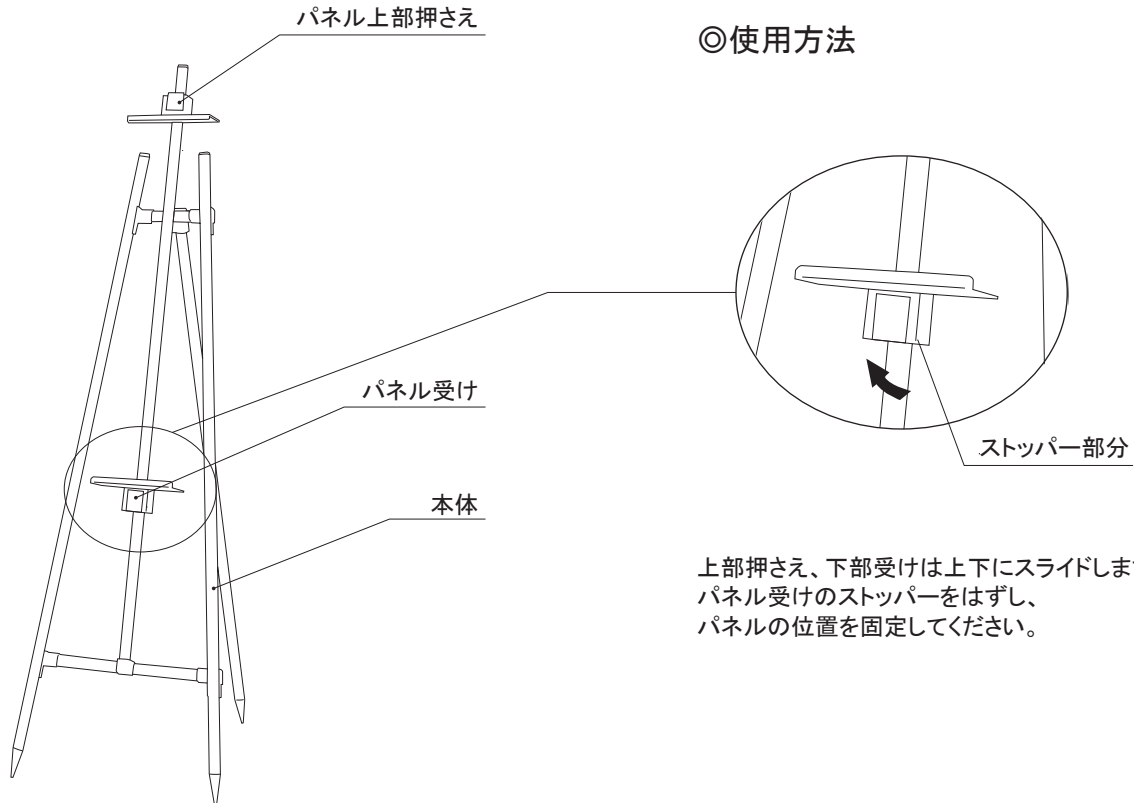 パネル上部押さえ
◎使用方法
パネル受け
ストッパー部分
本体
上部押さえ、下部受けは上下にスライドしま
パネル受けのストッパーをはずし、
パネルの位置を固定してください。